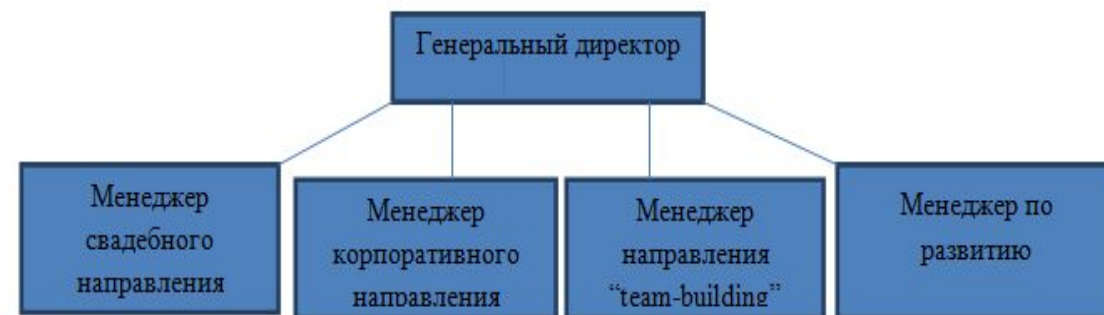 Генеральный директор
Менеджер
свадебного
направления
Менеджер
корпоративного
направления
Менеджер
направления
“team-building”
Менеджер по
развитию